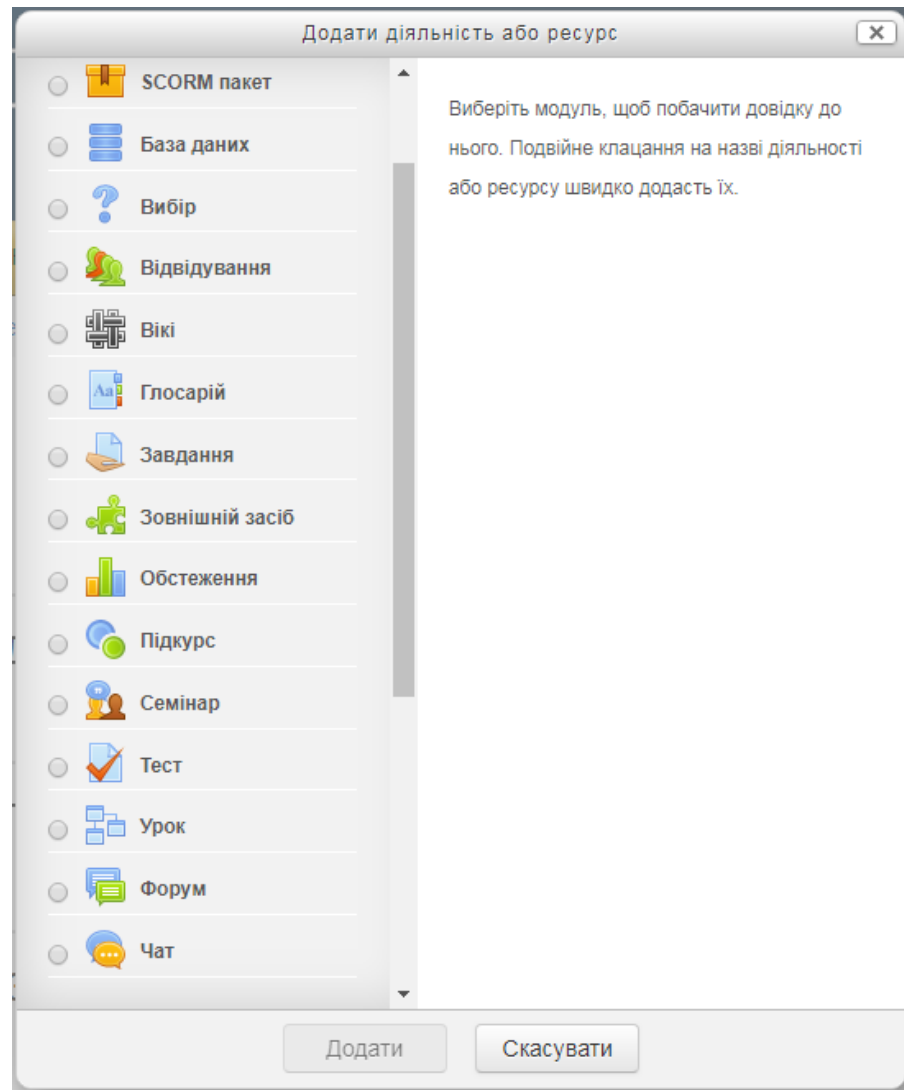 Додати діяльність або ресурс
SCORM пакет
База даних
Вибір
Відвідування
Вікі
Глосарій
Завдання
Зовнішній засіб
Обстеження
Підкурс
Семінар
Тест
Урок
Форум
Чат
Виберіть модуль, щоб побачити довідку до
нього. Подвійне клацання на назві діяльності
або ресурсу швидко додасть їх.
Додати
Скасувати